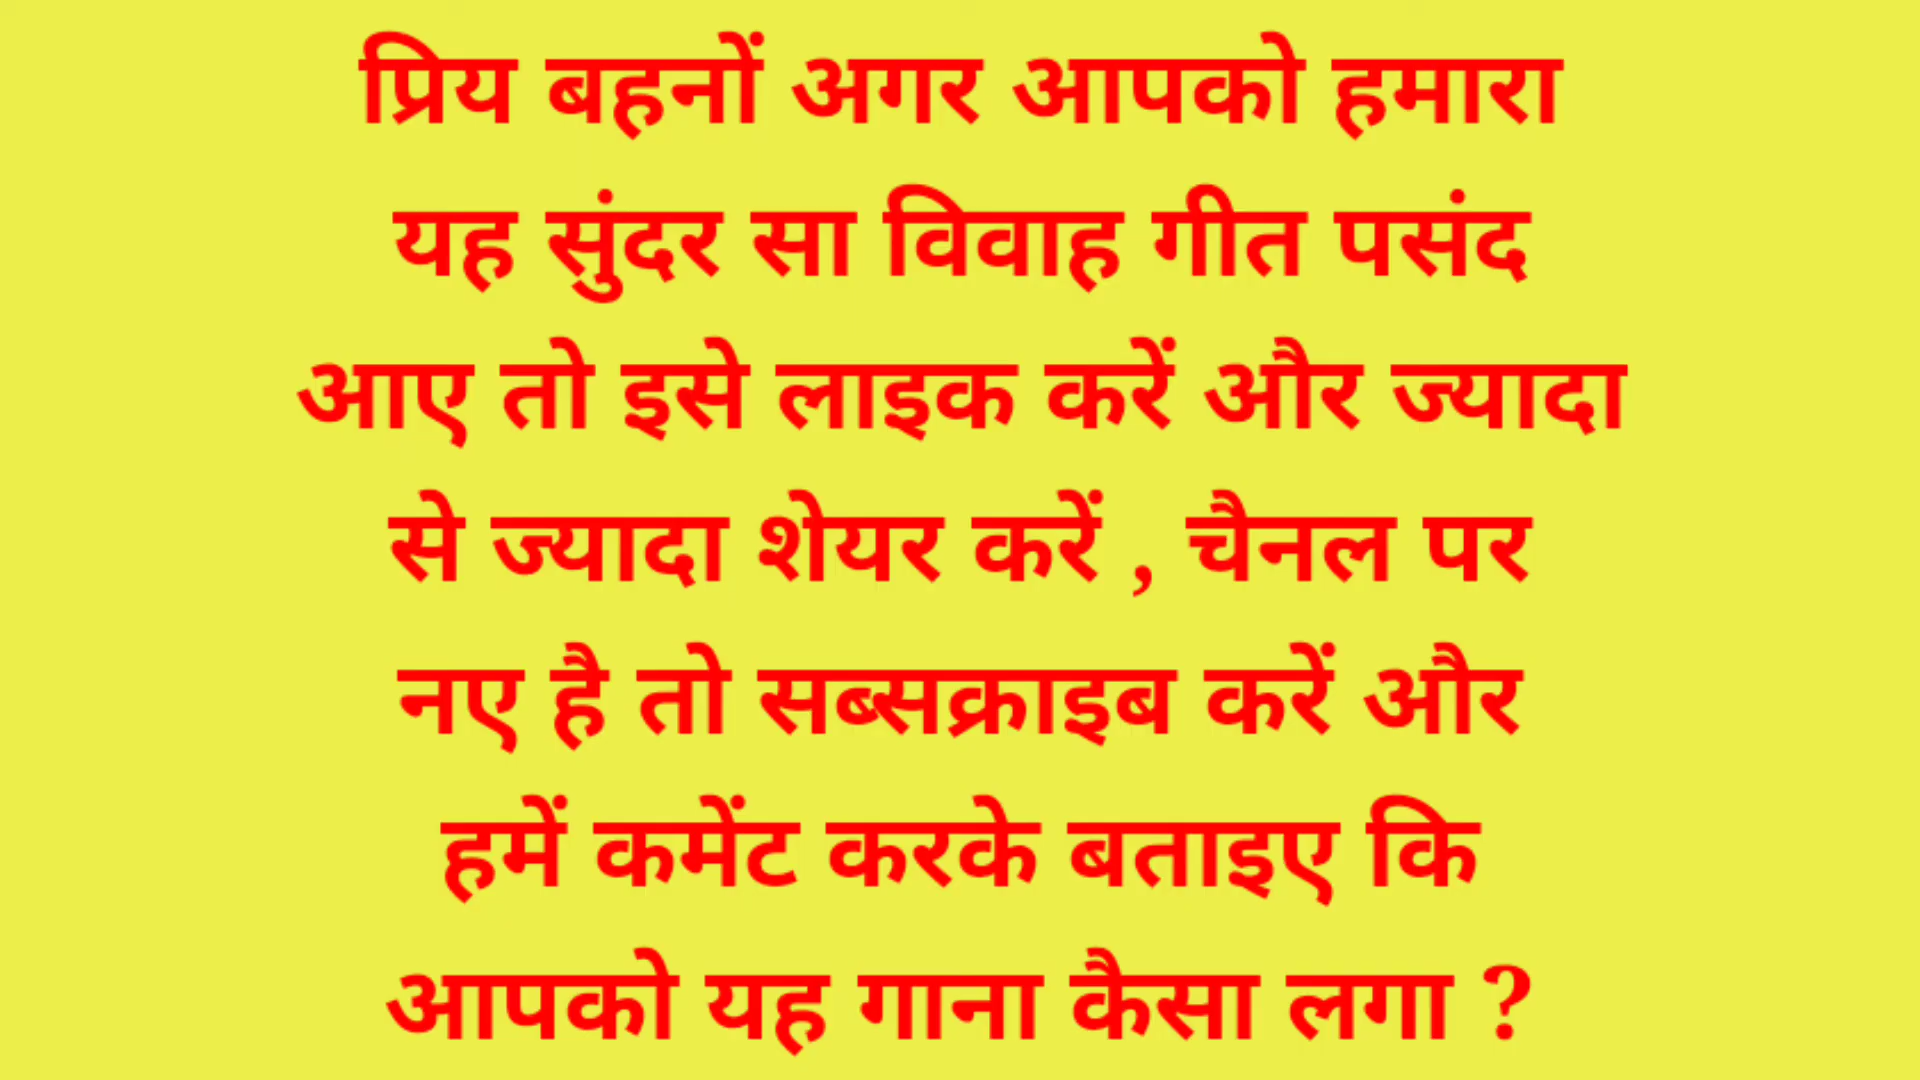 प्रिय बहनों अगर आपको हमारा
यह सुंदर सा विवाह गीत पसंद
आए तो इसे लाइक करें और ज्यादा
से ज्यादा शेयर करें , चैनल पर
नए है तो सब्सक्राइब करें और
हमें कमेंट करके बताइए कि
आपको यह गाना कैसा लगा ?